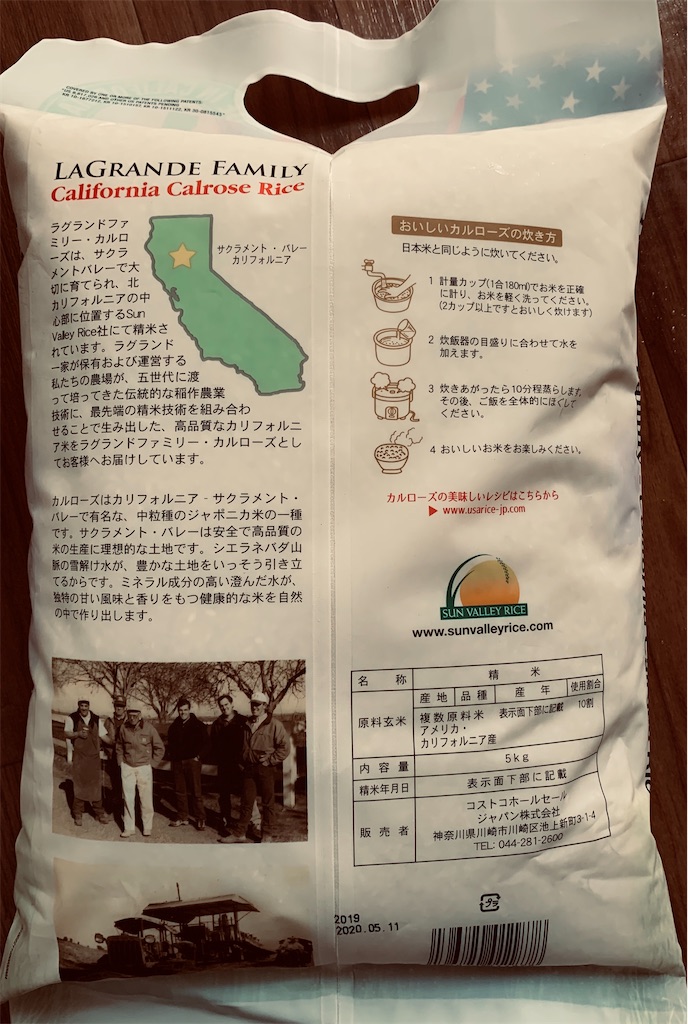 COVERED BY ONE OR MORE OF THE FOLLOWING PATENTS:
LAGRANDE FAMILY
California Calrose Rice
ラグランドファ
ミリー・カルロ
ーズは、サクラ
メントバレーで大
切に育てられ、北
カリフォルニアの中
心部に位置するSun
Valley Rice社にて精米さ
れています。ラグランド
一家が保有および運営する
私たちの農場が、五世代に渡
って培ってきた伝統的な稲作農業
技術に、最先端の精米技術を組み合わ
せることで生み出した、高品質なカリフォルニ
ア米をラグランドファミリー・カルローズとし
てお客様へお届けしています。
サクラメント・バレー
カリフォルニア
カルローズはカリフォルニア - サクラメント・
バレーで有名な、中粒種のジャポニカ米の一種
です。サクラメント・バレーは安全で高品質の
米の生産に理想的な土地です。シエラネバダ山
脈の雪解け水が、豊かな土地をいっそう引き立
てるからです。ミネラル成分の高い澄んだ水が、
独特の甘い風味と香りをもつ健康的な米を自然
の中で作り出します。
おいしいカルローズの炊き方
日本米と同じように炊いてください。
1 計量カップ(1合180ml)でお米を正確
に計り、お米を軽く洗ってください。
(2カップ以上ですとおいしく炊けます)
2 炊飯器の目盛りに合わせて水を
加えます。
3 炊きあがったら10分程蒸らします。
その後、ご飯を全体的にほぐして
ください。
4 おいしいお米をお楽しみください。
カルローズの美味しいレシピはこちらから
▶ www.usarice-jp.com
SUN VALLEY RICE
www.sunvalleyrice.com
名 称 精 米
原料玄米 産 地 品 種 産 年 使用割合
複数原料米 表示面下部に記載 10割
アメリカ・
カリフォルニア産
内 容 量 5kg
精米年月日 表示面下部に記載
販 売 者 コストコホールセール
ジャパン株式会社
神奈川県川崎市川崎区池上新町3-1-4
TEL: 044-281-2600
プラ
2019
2020.05.11